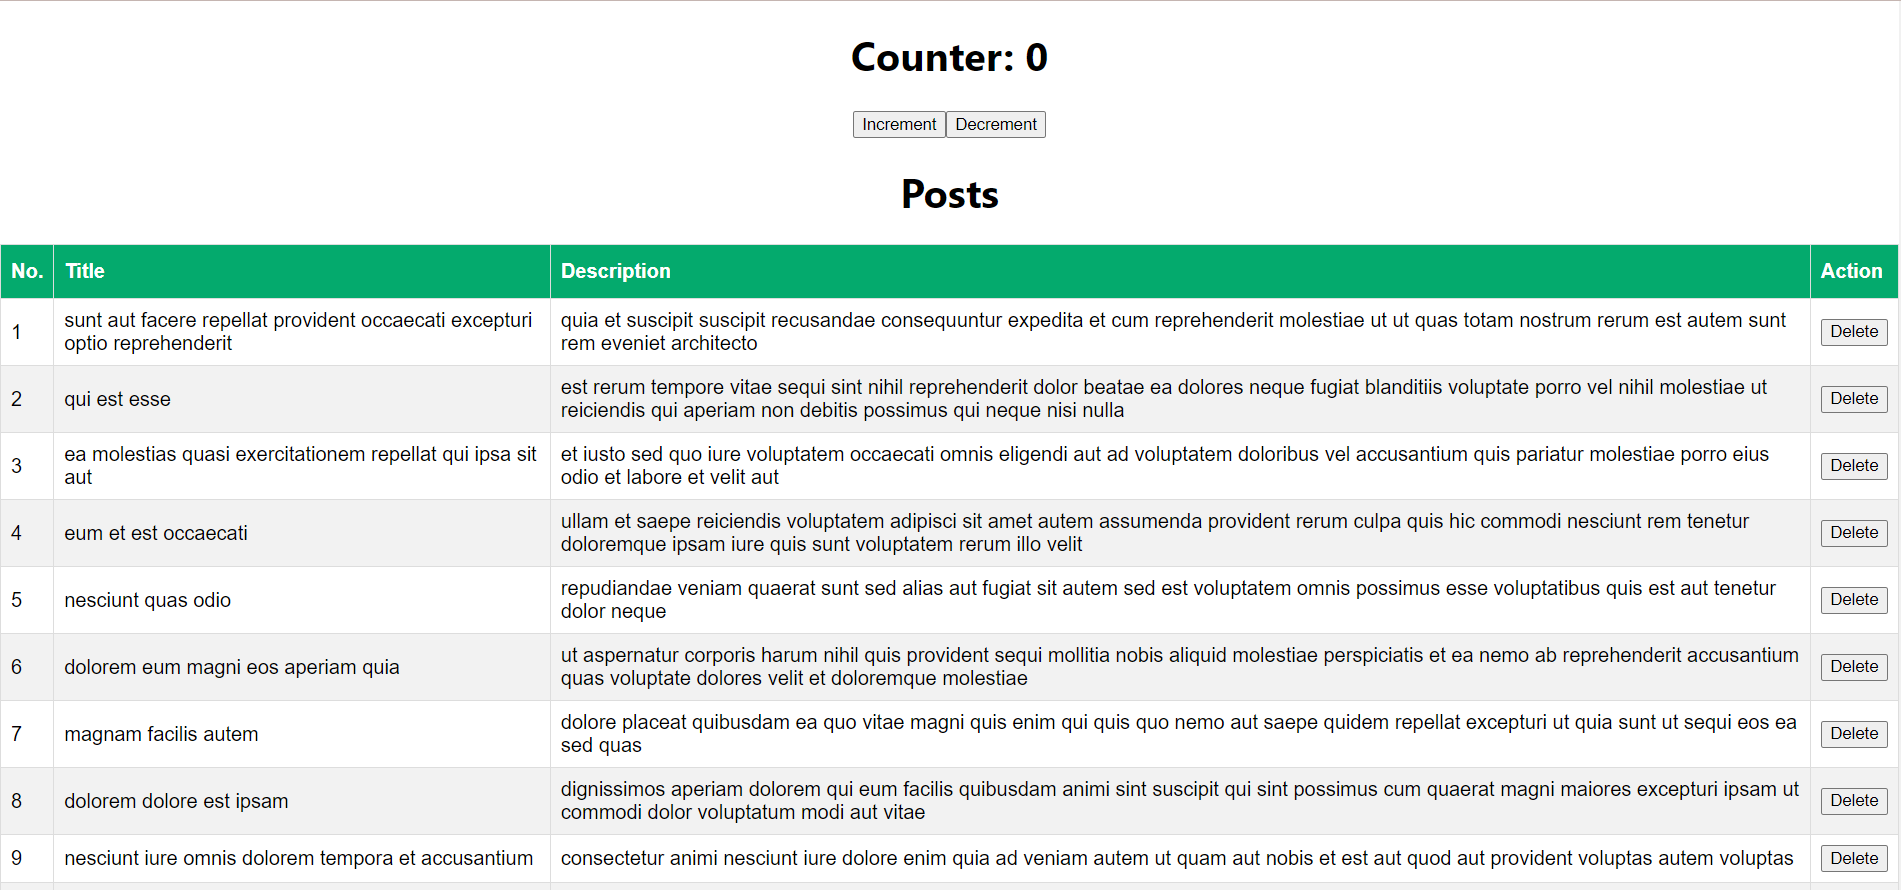 Counter: 0
Increment Decrement
Posts
No. Title Description Action
1 sunt aut facere repellat provident occaecati excepturi optio reprehenderit quia et suscipit suscipit recusandae consequuntur expedita et cum reprehenderit molestiae ut ut quas totam nostrum rerum est autem sunt rem eveniet architecto Delete
2 qui est esse est rerum tempore vitae sequi sint nihil reprehenderit dolor beatae ea dolores neque fugiat blanditiis voluptate porro vel nihil molestiae ut reiciendis qui aperiam non debitis possimus qui neque nisi nulla Delete
3 ea molestias quasi exercitationem repellat qui ipsa sit aut et iusto sed quo iure voluptatem occaecati omnis eligendi aut ad voluptatem doloribus vel accusantium quis pariatur molestiae porro eius odio et labore et velit aut Delete
4 eum et est occaecati ullam et saepe reiciendis voluptatem adipisci sit amet autem assumenda provident rerum culpa quis hic commodi nesciunt rem tenetur doloremque ipsam iure quis sunt voluptatem rerum illo velit Delete
5 nesciunt quas odio repudiandae veniam quaerat sunt sed alias aut fugiat sit autem sed est voluptatem omnis possimus esse voluptatibus quis est aut tenetur dolor neque Delete
6 dolorem eum magni eos aperiam quia ut aspernatur corporis harum nihil quis provident sequi mollitia nobis aliquid molestiae perspiciatis et ea nemo ab reprehenderit accusantium quas voluptate dolores velit et doloremque molestiae Delete
7 magnam facilis autem dolore placeat quibusdam ea quo vitae magni quis enim qui quis quo nemo aut saepe quidem repellat excepturi ut quia sunt ut sequi eos ea sed quas Delete
8 dolorem dolore est ipsam dignissimos aperiam dolorem qui eum facilis quibusdam animi sint suscipit qui sint possimus cum quaerat magni maiores excepturi ipsam ut commodi dolor voluptatum modi aut vitae Delete
9 nesciunt iure omnis dolorem tempora et accusantium consectetur animi nesciunt iure dolore enim quia ad veniam autem ut quam aut nobis et est aut quod aut provident voluptas autem voluptas Delete